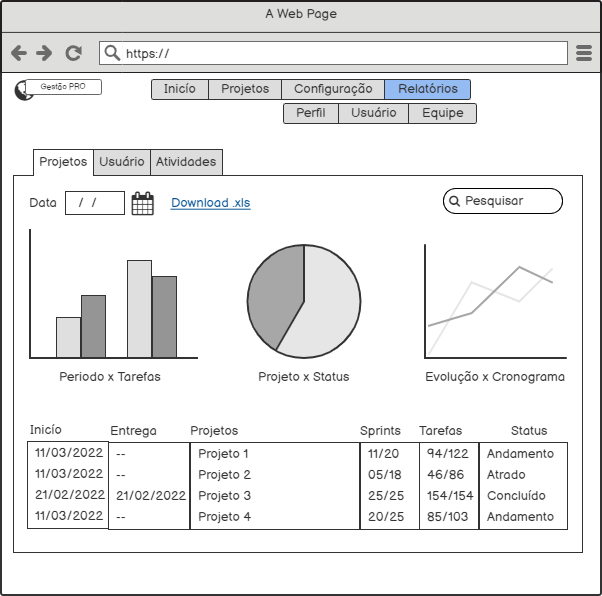 A Web Page
https://
Gestão PRO
Início Projetos Configuração Relatórios
Perfil Usuário Equipe
Projetos Usuário Atividades
Data / / Download .xls Pesquisar
Periodo x Tarefas Projeto x Status Evolução x Cronograma
Inicío Entrega Projetos Sprints Tarefas Status
11/03/2022 -- Projeto 1 11/20 94/122 Andamento
11/03/2022 -- Projeto 2 05/18 46/86 Atrado
21/02/2022 21/02/2022 Projeto 3 25/25 154/154 Concluído
11/03/2022 -- Projeto 4 20/25 85/103 Andamento